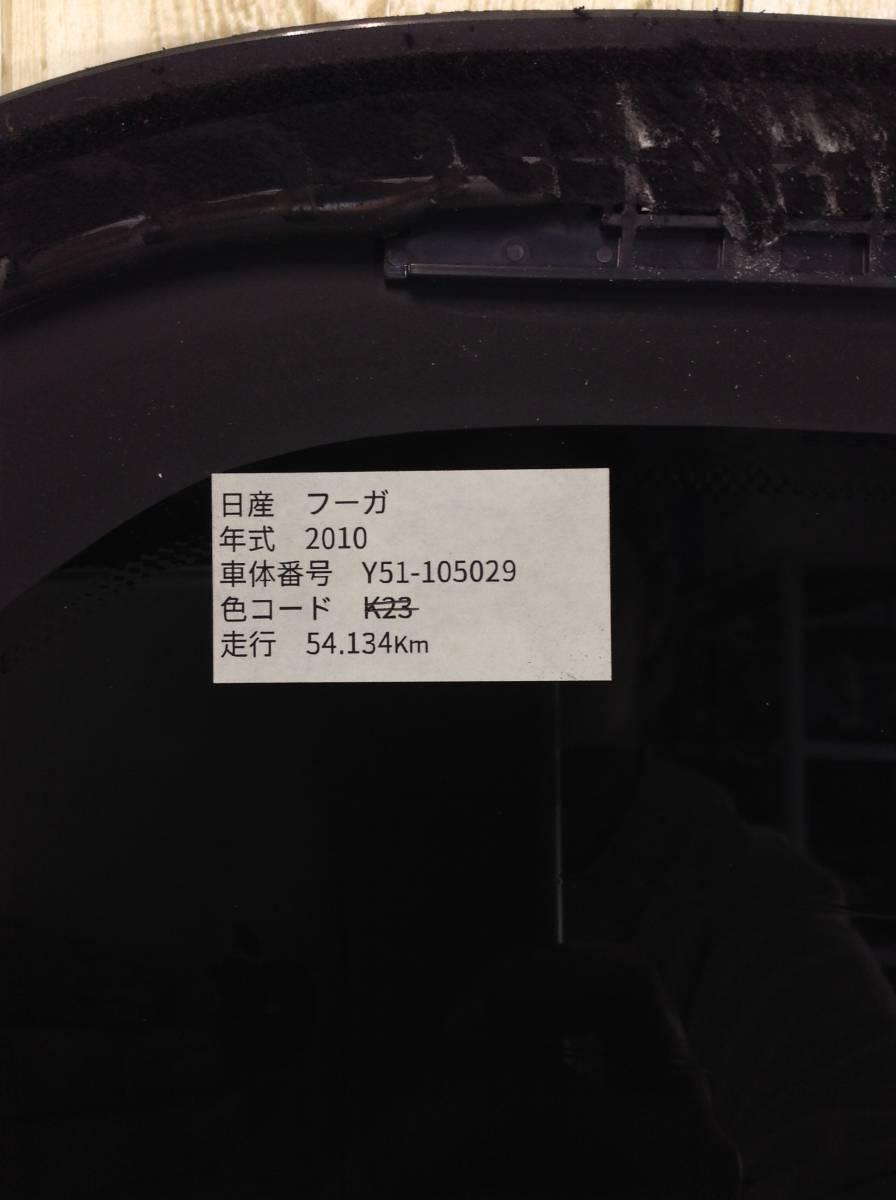 日産　フーガ
年式　2010
車体番号　Y51-105029
色コード　K23
走行　54.134Km